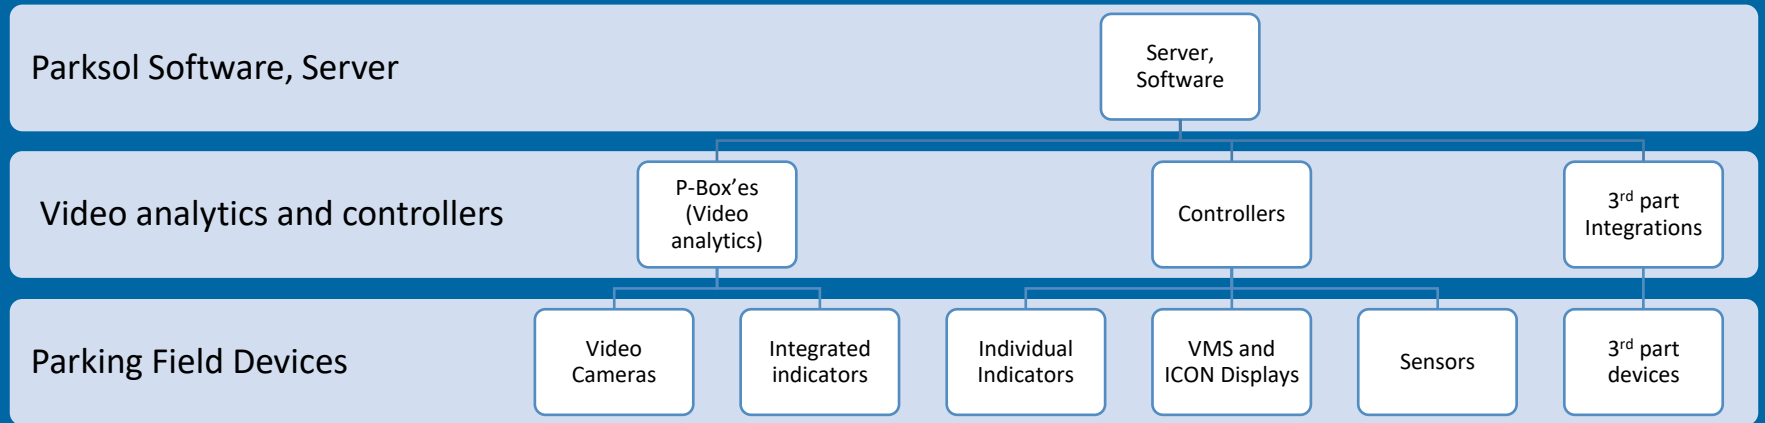 Parksol Software, Server
Server,
Software
Video analytics and controllers
P-Box’es
(Video
analytics)
Controllers
3rd part
Integrations
Parking Field Devices
Video
Cameras
Integrated
indicators
Individual
Indicators
VMS and
ICON Displays
Sensors
3rd part
devices